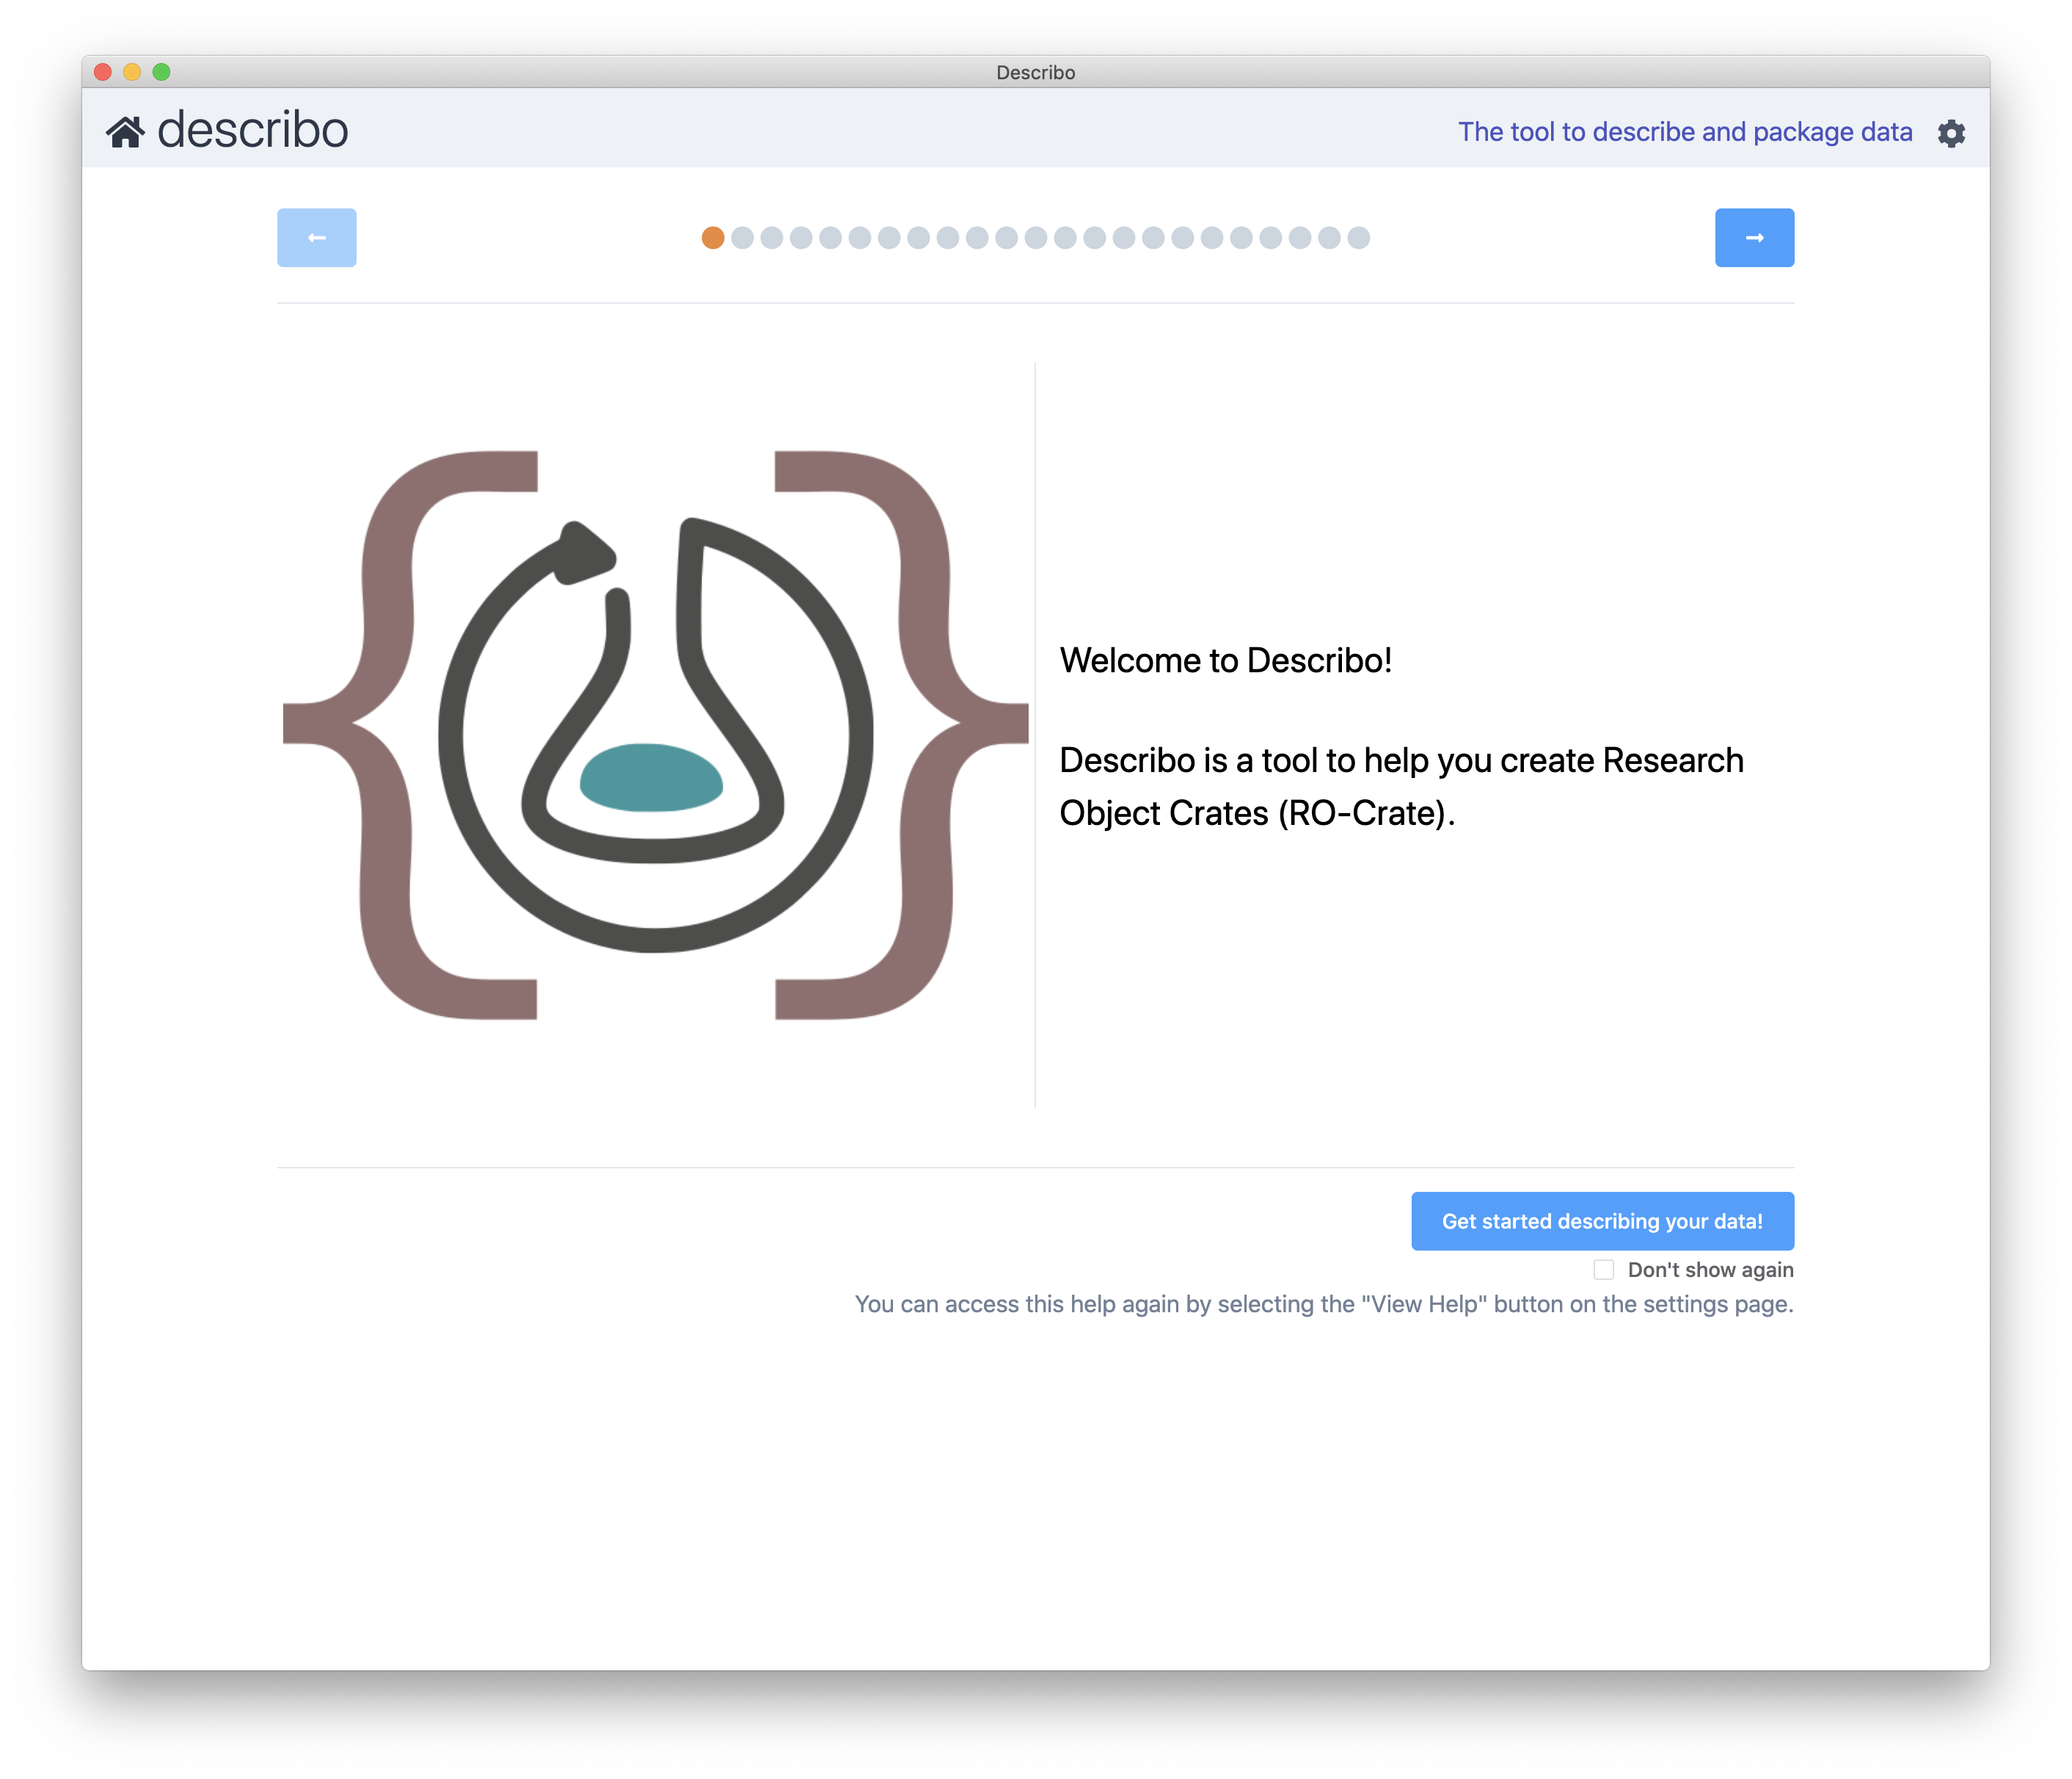 Describo
describo
The tool to describe and package data
Welcome to Describo!
Describo is a tool to help you create Research
Object Crates (RO-Crate).
Get started describing your data!
Don't show again
You can access this help again by selecting the "View Help" button on the settings page.